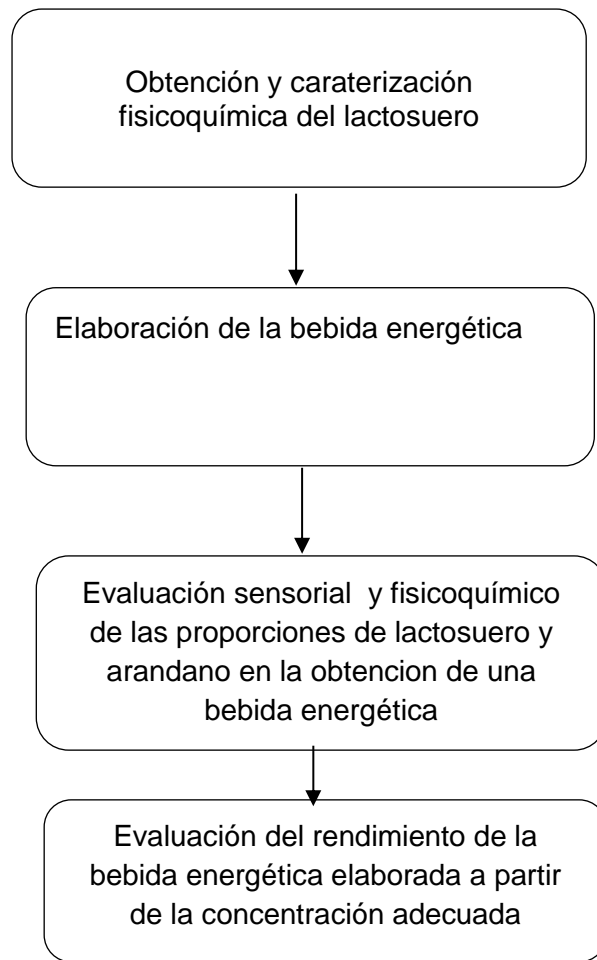 Obtención y caraterización
fisicoquímica del lactosuero
Elaboración de la bebida energética
Evaluación sensorial y fisicoquímico
de las proporciones de lactosuero y
arandano en la obtencion de una
bebida energética
Evaluación del rendimiento de la
bebida energética elaborada a partir
de la concentración adecuada